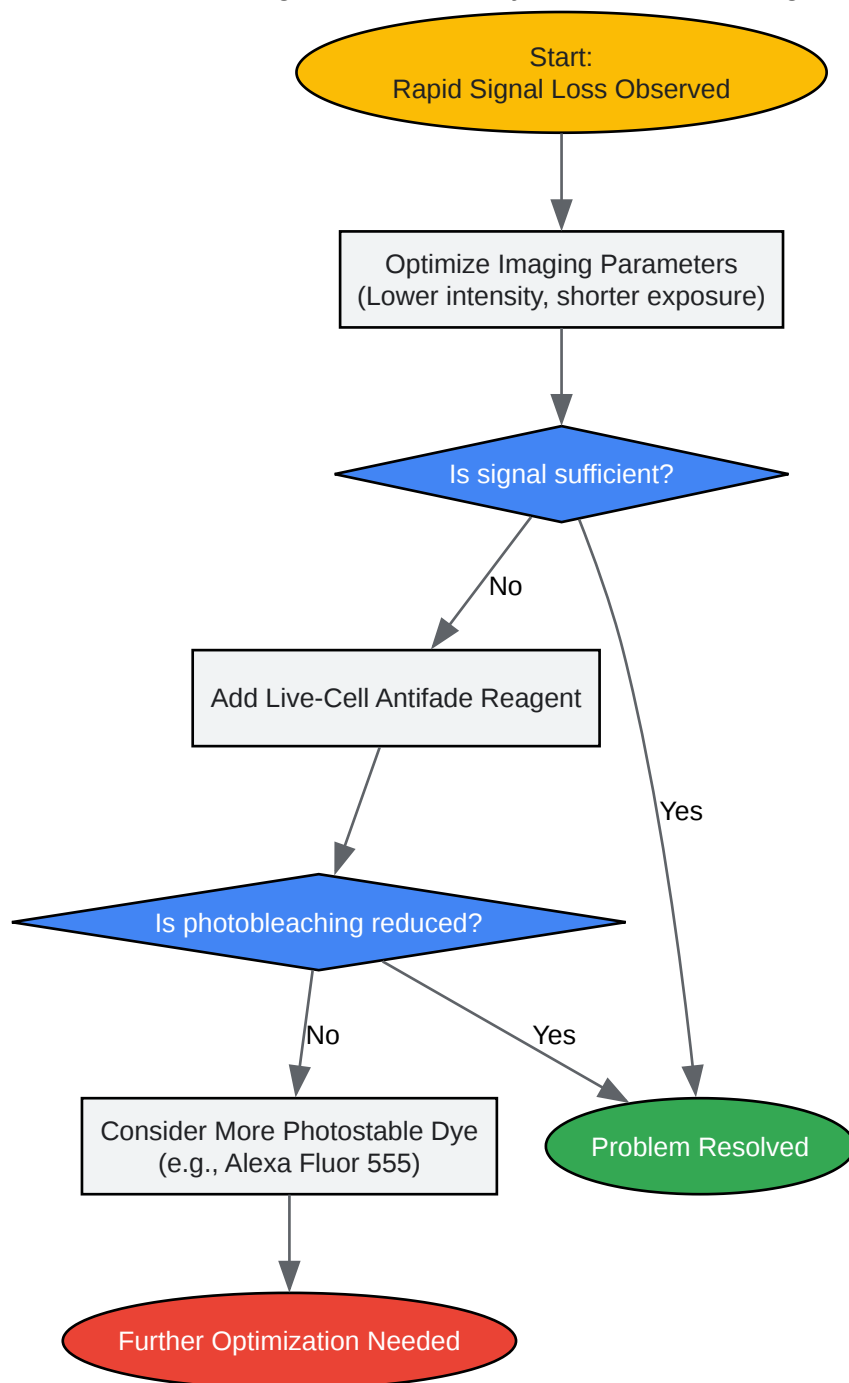 Start:
Rapid Signal Loss Observed
Optimize Imaging Parameters
(Lower intensity, shorter exposure)
Is signal sufficient?
No
Add Live-Cell Antifade Reagent
Yes
Is photobleaching reduced?
No
Yes
Consider More Photostable Dye
(e.g., Alexa Fluor 555)
Problem Resolved
Further Optimization Needed